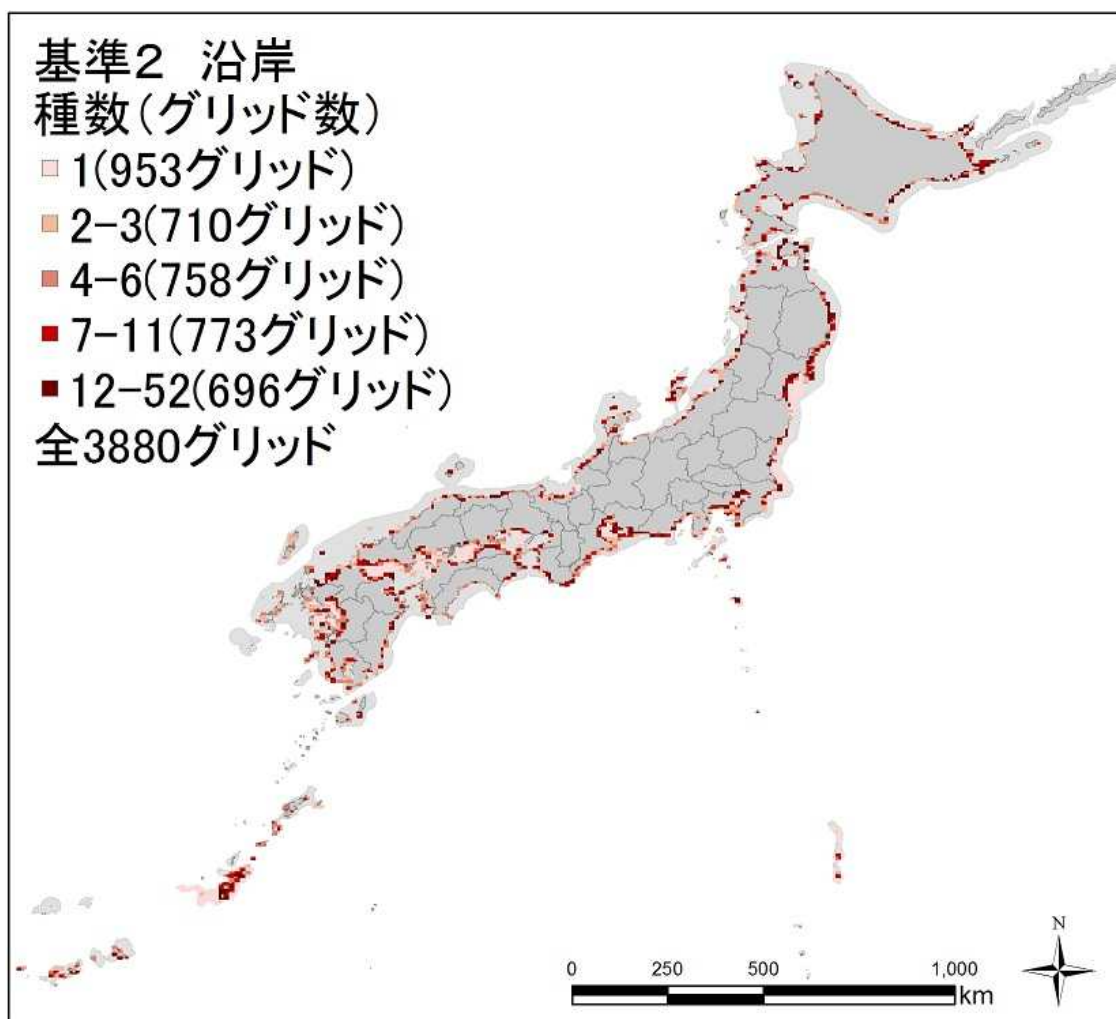 基準２　沿岸
種数(グリッド数)
1(953グリッド)
2-3(710グリッド)
4-6(758グリッド)
7-11(773グリッド)
12-52(696グリッド)
全3880グリッド
N
0 250 500 1,000
km